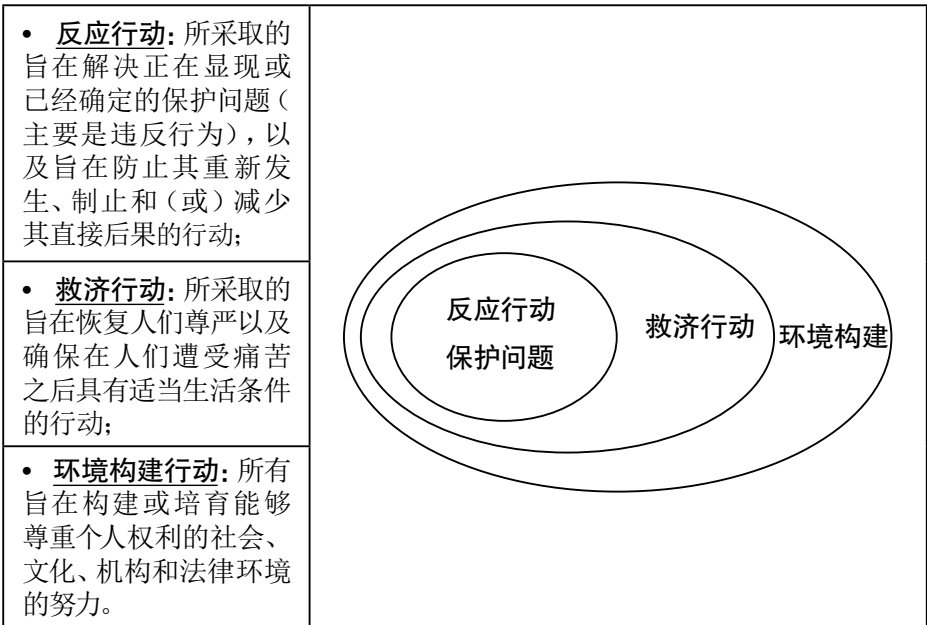 • 反应行动: 所采取的
旨在解决正在显现或
已经确定的保护问题（
主要是违反行为），以
及旨在防止其重新发
生、制止和（或）减少
其直接后果的行动;
• 救济行动: 所采取的
旨在恢复人们尊严以及
确保在人们遭受痛苦
之后具有适当生活条件
的行动;
• 环境构建行动: 所有
旨在构建或培育能够
尊重个人权利的社会、
文化、机构和法律环境
的努力。
反应行动
保护问题
救济行动
环境构建